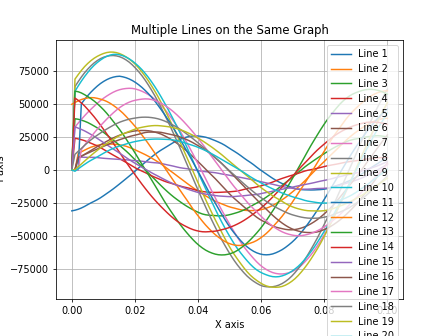 Multiple Lines on the Same Graph
75000
50000
25000
0
−25000
−50000
−75000
0.00
0.02
0.04
0.06
X axis
Line 1
Line 2
Line 3
Line 4
Line 5
Line 6
Line 7
Line 8
Line 9
Line 10
Line 11
Line 12
Line 13
Line 14
Line 15
Line 16
Line 17
Line 18
Line 19
Line 20